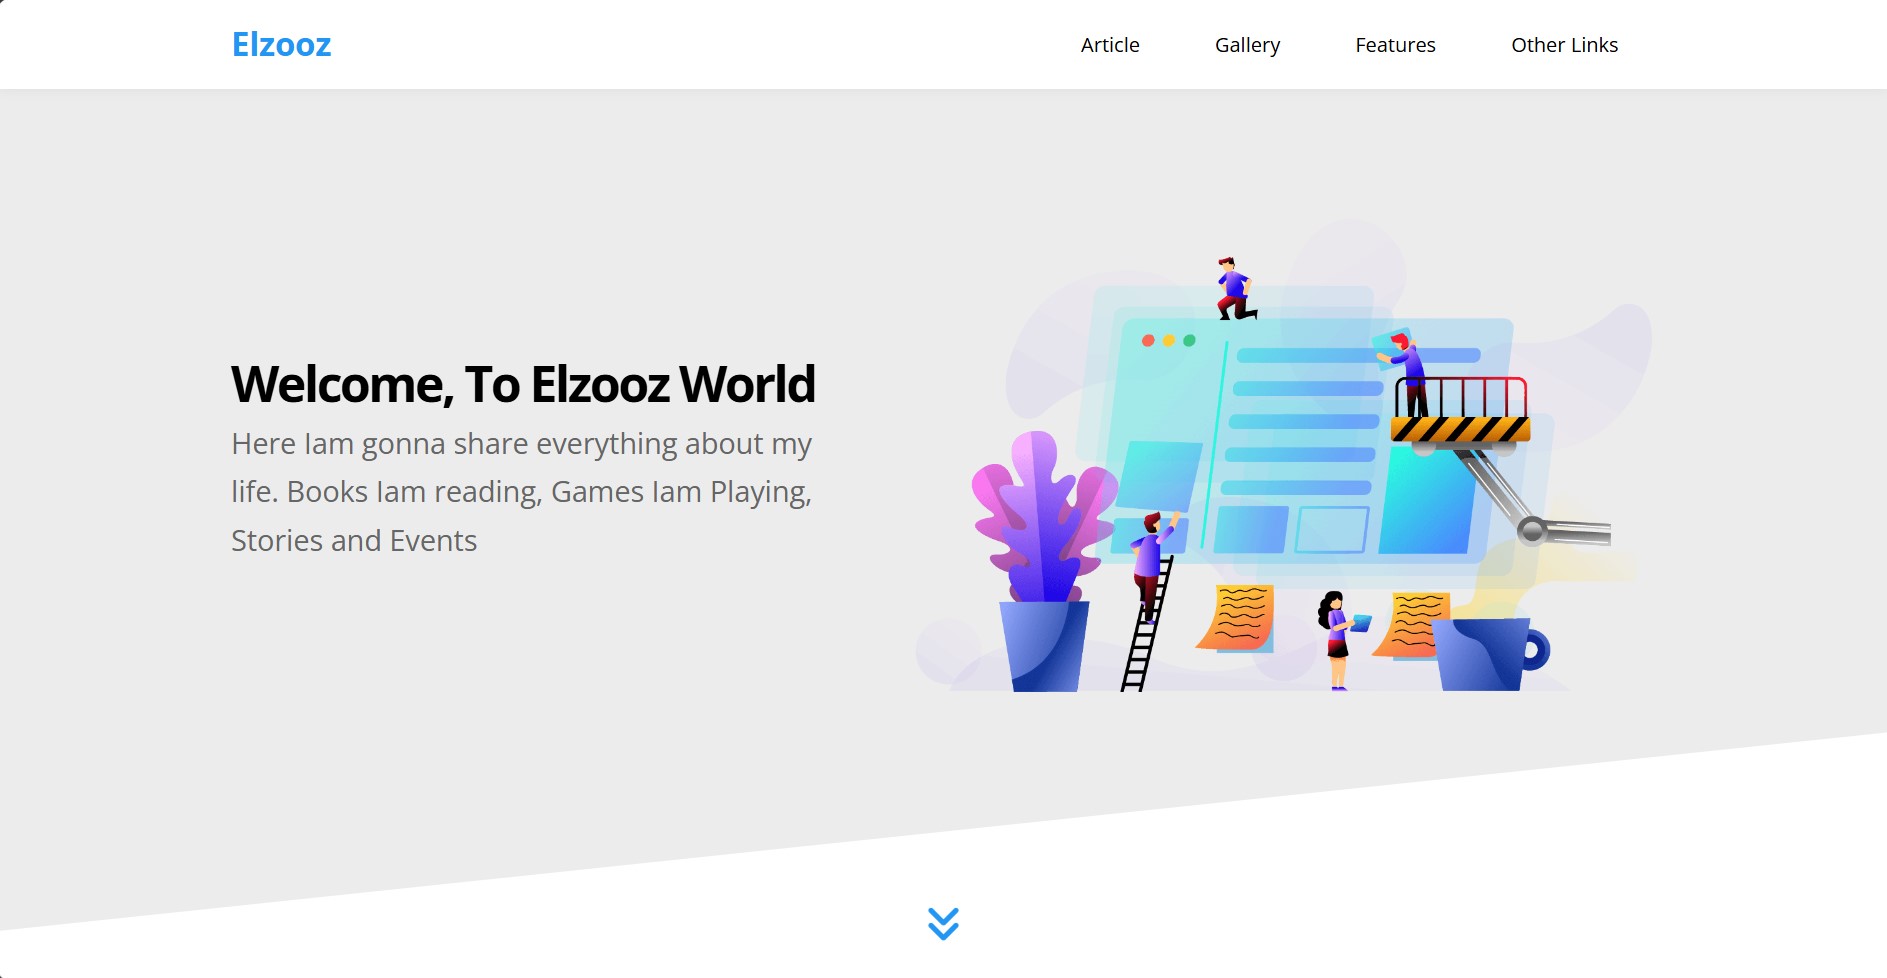 Elzooz
Article
Gallery
Features
Other Links
Welcome, To Elzooz World
Here Iam gonna share everything about my
life. Books Iam reading, Games Iam Playing,
Stories and Events